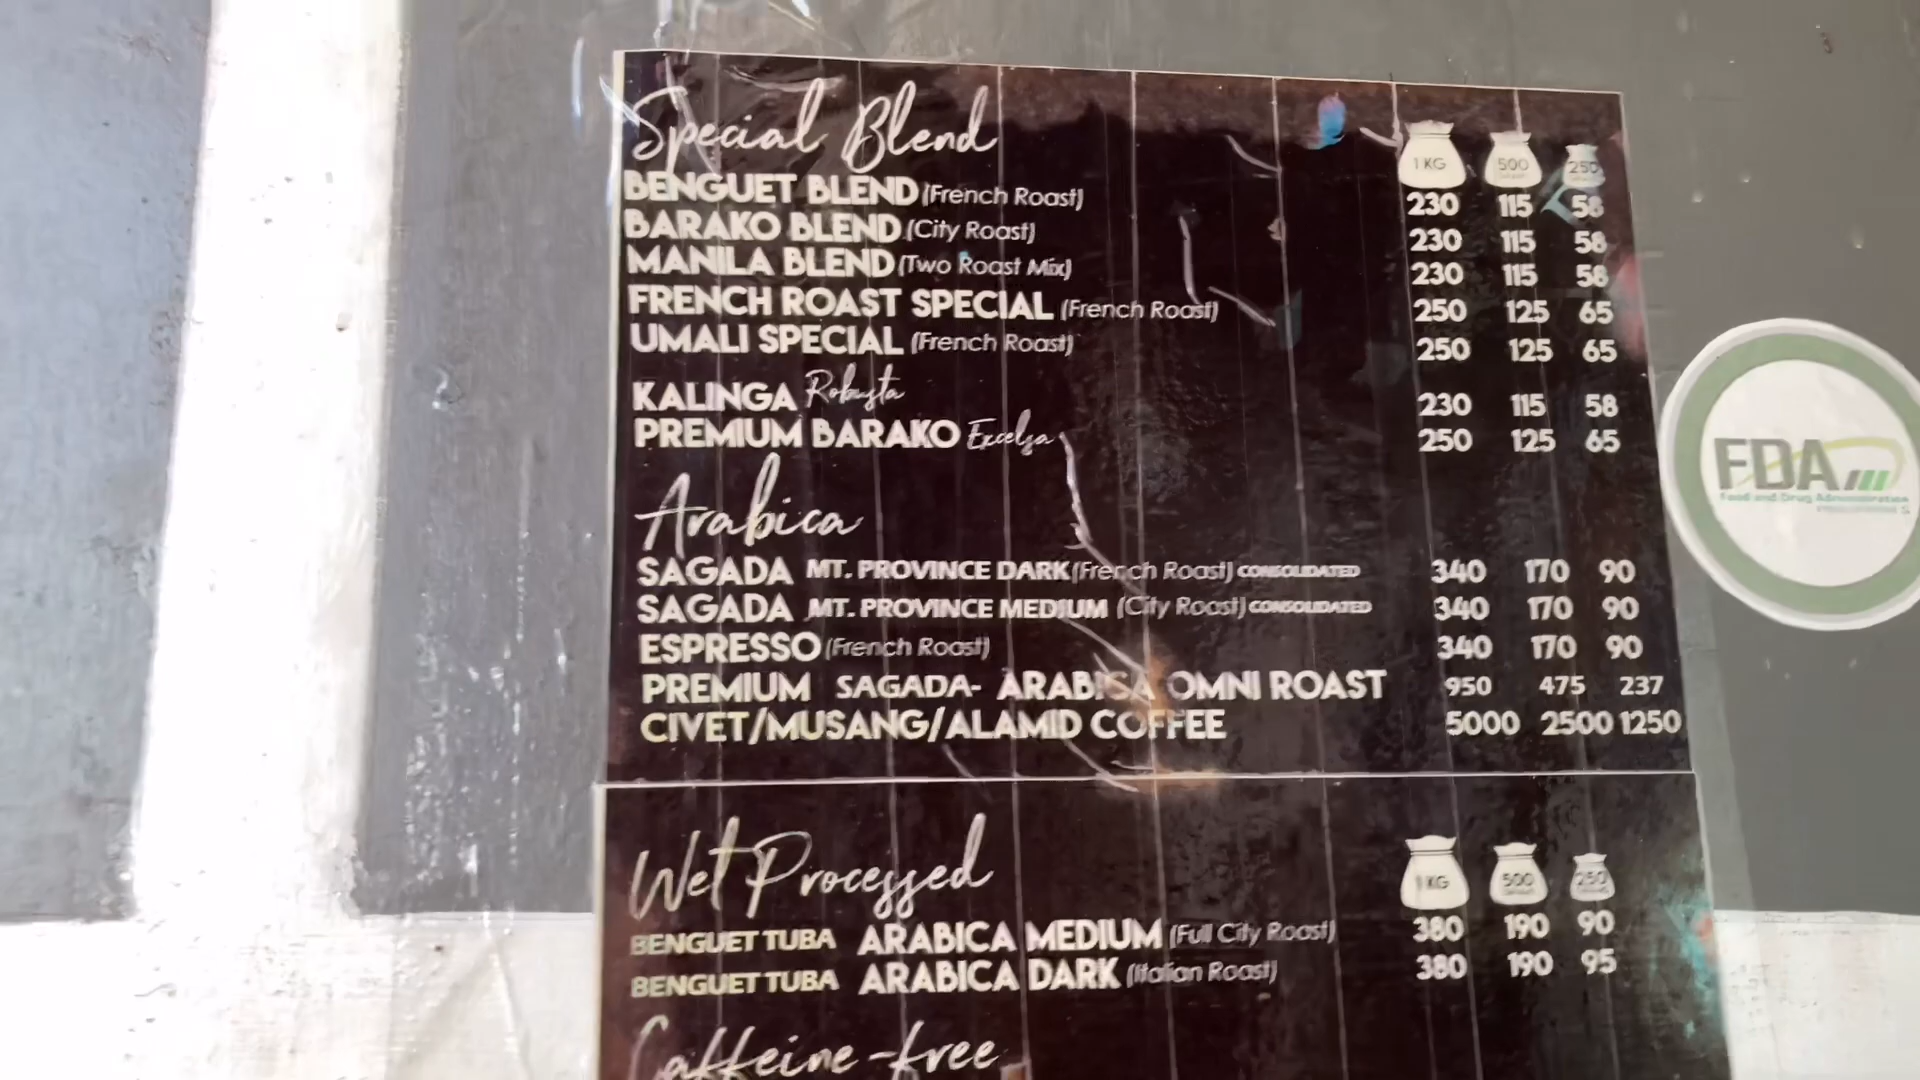 Special Blend 1 KG 500 250
BENGUET BLEND (French Roast) 230 115 58
BARAKO BLEND (City Roast) 230 115 58
MANILA BLEND (Two Roast Mix) 230 115 58
FRENCH ROAST SPECIAL (French Roast) 250 125 65
UMALI SPECIAL (French Roast) 250 125 65
KALINGA Robusta 230 115 58
PREMIUM BARAKO Excelsa 250 125 65
Arabica
SAGADA MT. PROVINCE DARK (French Roast) CONSOLIDATED 340 170 90
SAGADA MT. PROVINCE MEDIUM (City Roast) CONSOLIDATED 340 170 90
ESPRESSO (French Roast) 340 170 90
PREMIUM SAGADA- ARABICA OMNI ROAST 950 475 237
CIVET/MUSANG/ALAMID COFFEE 5000 2500 1250
Wet Processed 1 KG 500 250
BENGUET TUBA ARABICA MEDIUM (Full City Roast) 380 190 90
BENGUET TUBA ARABICA DARK (Italian Roast) 380 190 95
Caffeine-free
FDA
Food and Drug Administration